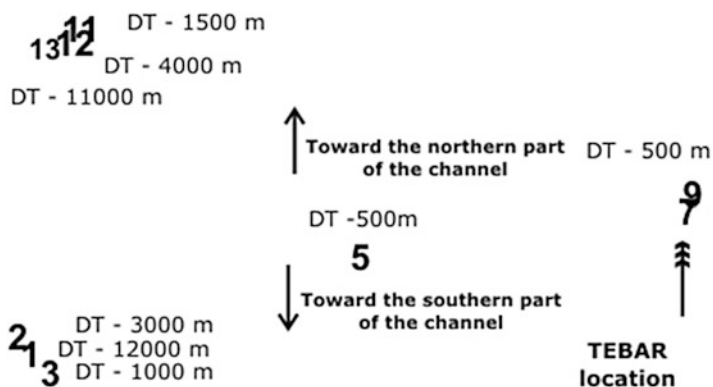 11 DT - 1500 m
13 12
DT - 4000 m
DT - 11000 m
Toward the northern part
of the channel
DT - 500 m
9
7
DT -500m
5
Toward the southern part
of the channel
2 DT - 3000 m
1 DT - 12000 m
3 DT - 1000 m
TEBAR
location